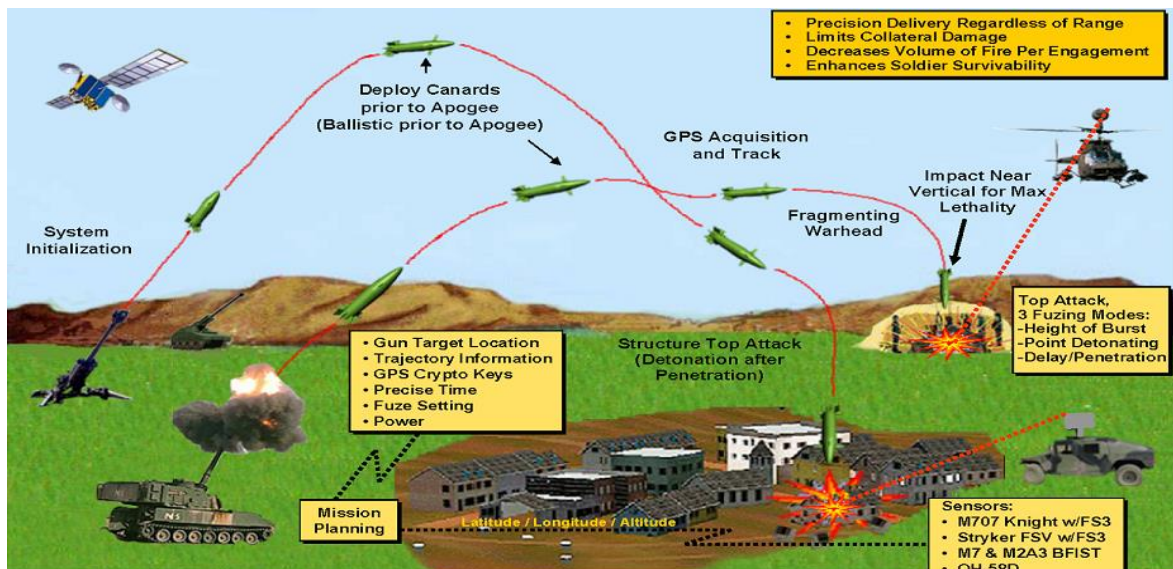 • Precision Delivery Regardless of Range
• Limits Collateral Damage
• Decreases Volume of Fire Per Engagement
• Enhances Soldier Survivability
Deploy Canards
prior to Apogee
(Ballistic prior to Apogee)
GPS Acquisition
and Track
Impact Near
Vertical for Max
Lethality
System
Initialization
Fragmenting
Warhead
Top Attack,
3 Fuzing Modes:
-Height of Burst
-Point Detonating
-Delay/Penetration
• Gun Target Location
• Trajectory Information
• GPS Crypto Keys
• Precise Time
• Fuze Setting
• Power
Structure Top Attack
(Detonation after
Penetration)
Mission
Planning
Latitude / Longitude / Altitude
Sensors:
• M707 Knight w/FS3
• Stryker FSV w/FS3
• M7 & M2A3 BFIST
• OH-58D